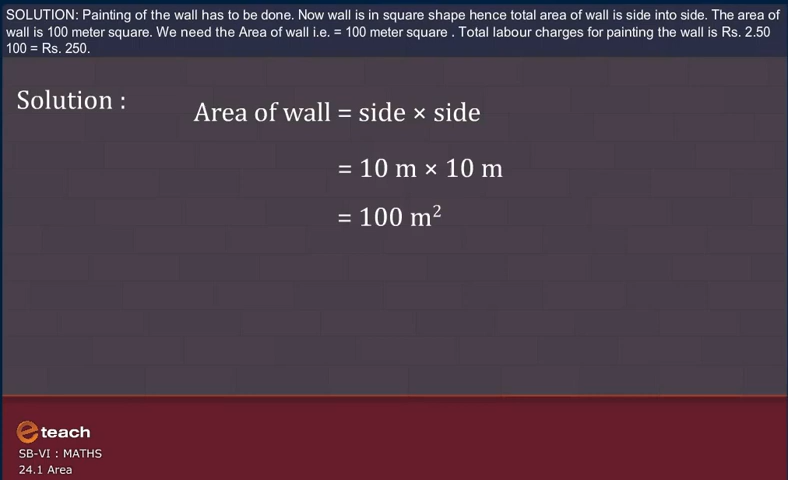 SOLUTION: Painting of the wall has to be done. Now wall is in square shape hence total area of wall is side into side. The area of
wall is 100 meter square. We need the Area of wall i.e. = 100 meter square . Total labour charges for painting the wall is Rs. 2.50
100 = Rs. 250.
Solution :
Area of wall = side × side
= 10 m × 10 m
= 100 m²
eteach
SB-VI : MATHS
24.1 Area